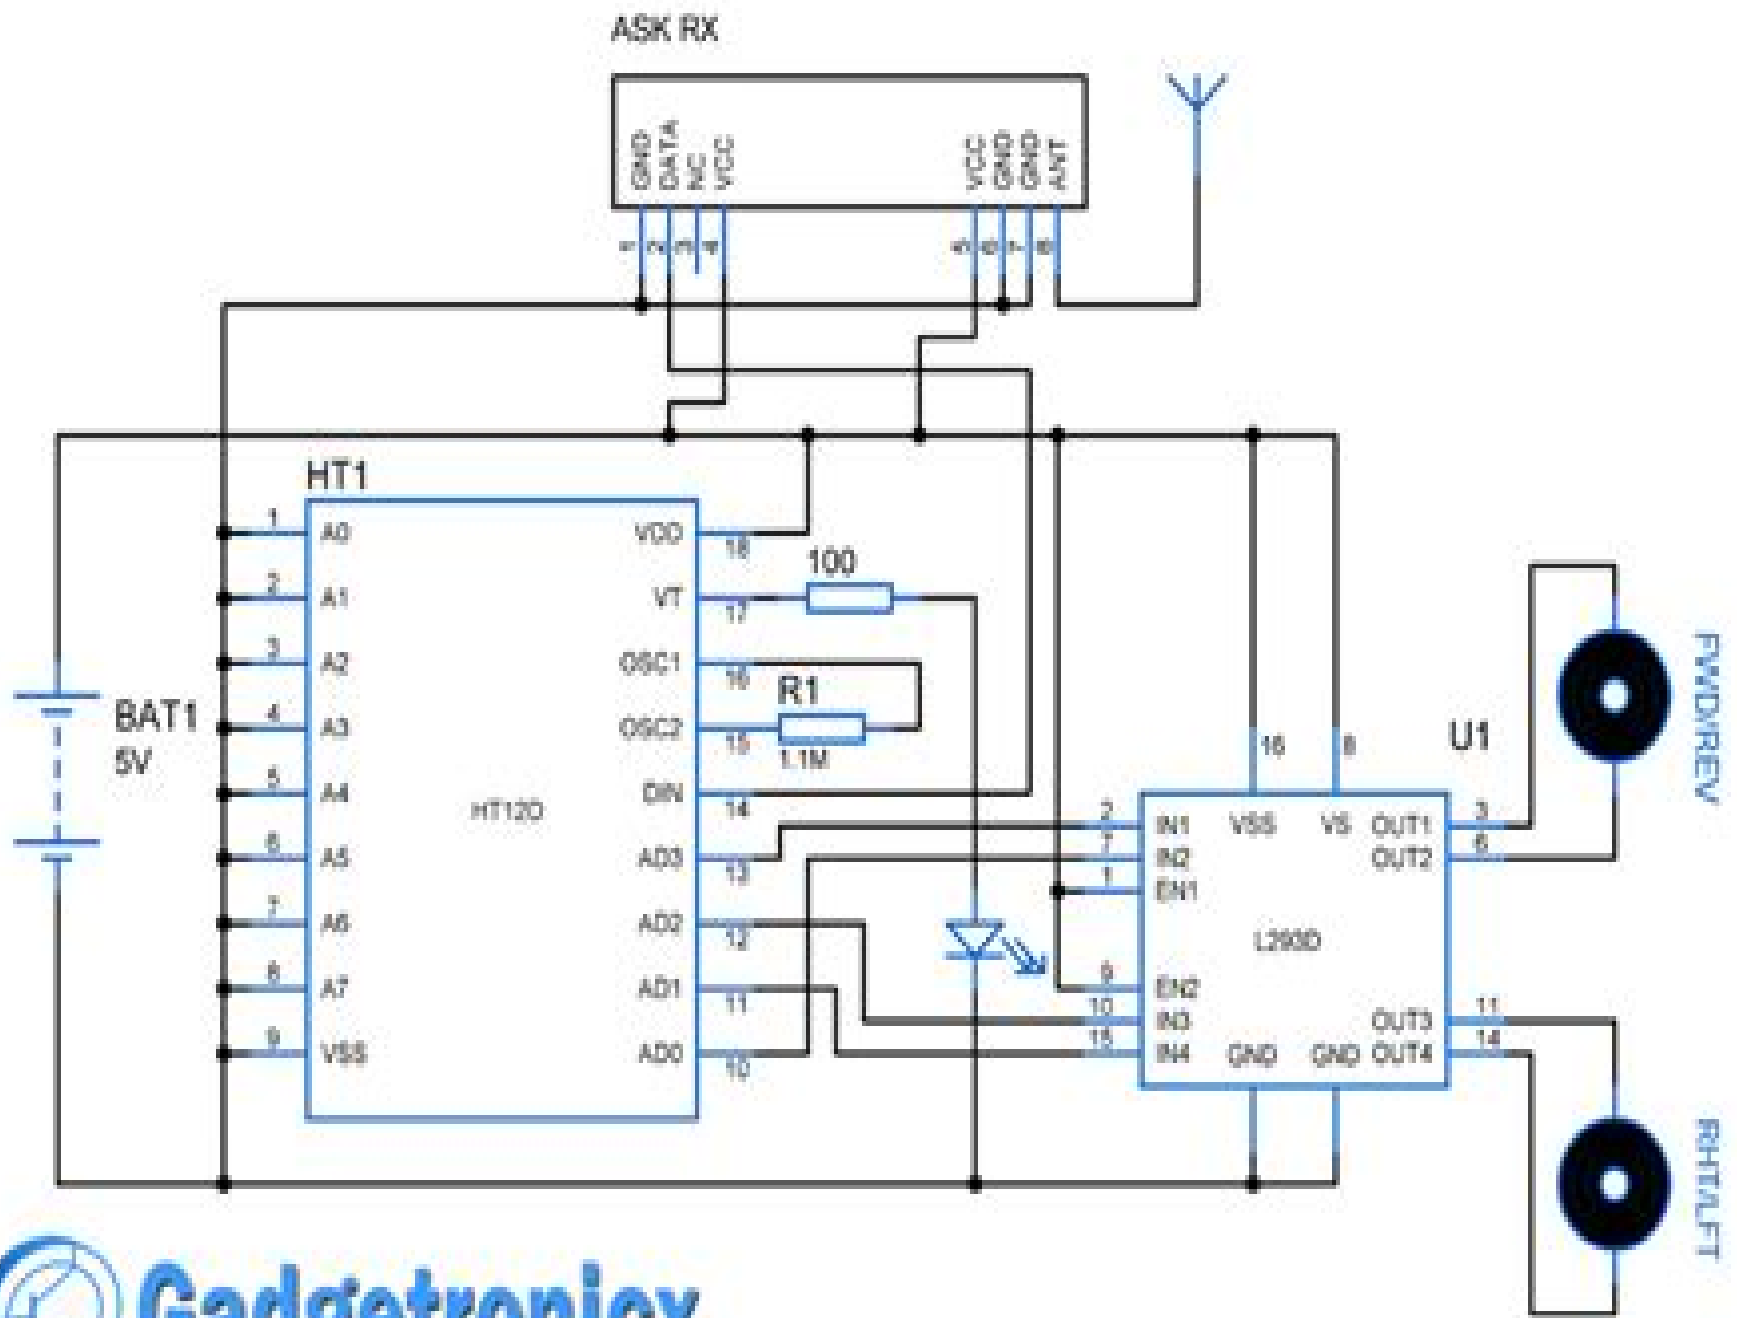 ASK RX
GND
DATA
NC
VCC
VCC
GND
GND
ANT
1
2
3
4
5
6
7
8
HT1
1
A0
2
A1
3
A2
4
A3
5
A4
6
A5
7
A6
8
A7
9
VSS
HT12D
VDD
18
VT
17
OSC1
16
OSC2
15
DIN
14
AD3
13
AD2
12
AD1
11
AD0
10
100
R1
1.1M
BAT1
5V
U1
16
8
2
IN1
7
IN2
1
EN1
9
EN2
10
IN3
15
IN4
VSS
VS
OUT1
3
OUT2
6
L293D
OUT3
11
OUT4
14
GND
GND
FWD/REV
RHT/LFT
Gadgetronicx